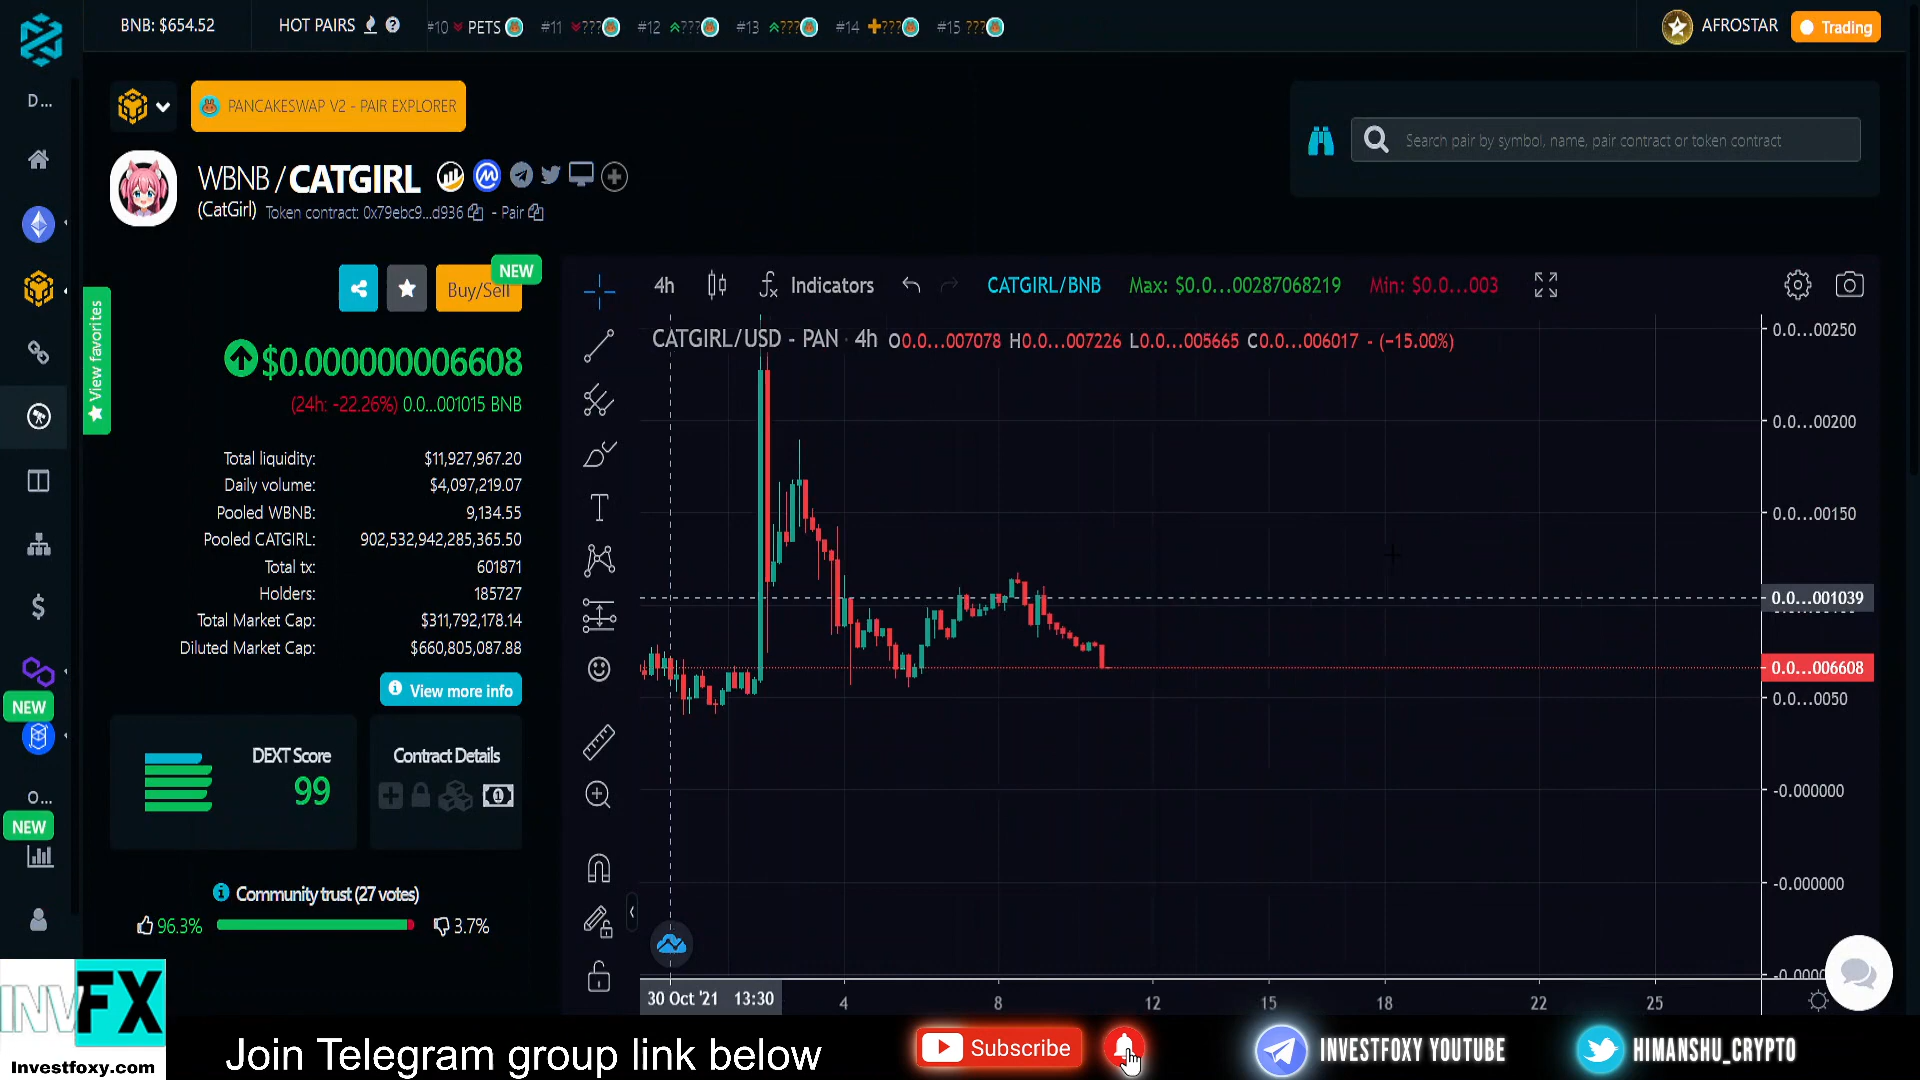 BNB: $654.52
HOT PAIRS
#10 PETS #11 ??? #12 ??? #13 ??? #14 ??? #15 ???
AFROSTAR
Trading
D...
PANCAKESWAP V2 - PAIR EXPLORER
Search pair by symbol, name, pair contract or token contract
WBNB / CATGIRL
(CatGirl) Token contract: 0x79ebc9...d936 - Pair
View favorites
NEW
Buy/Sell
$0.000000006608
(24h: -22.26%) 0.0...001015 BNB
Total liquidity: $11,927,967.20
Daily volume: $4,097,219.07
Pooled WBNB: 9,134.55
Pooled CATGIRL: 902,532,942,285,365.50
Total tx: 601871
Holders: 185727
Total Market Cap: $311,792,178.14
Diluted Market Cap: $660,805,087.88
View more info
NEW
DEXT Score
99
Contract Details
O...
NEW
Community trust (27 votes)
96.3% 3.7%
4h Indicators CATGIRL/BNB Max: $0.0...00287068219 Min: $0.0...003
CATGIRL/USD - PAN · 4h O0.0...007078 H0.0...007226 L0.0...005665 C0.0...006017 - (-15.00%)
0.0...00250
0.0...00200
0.0...00150
0.0...001039
0.0...006608
0.0...0050
-0.000000
-0.000000
30 Oct '21 13:30 4 8 12 15 18 22 25
INVFX
Investfoxy.com
Join Telegram group link below
Subscribe
INVESTFOXY YOUTUBE
HIMANSHU_CRYPTO